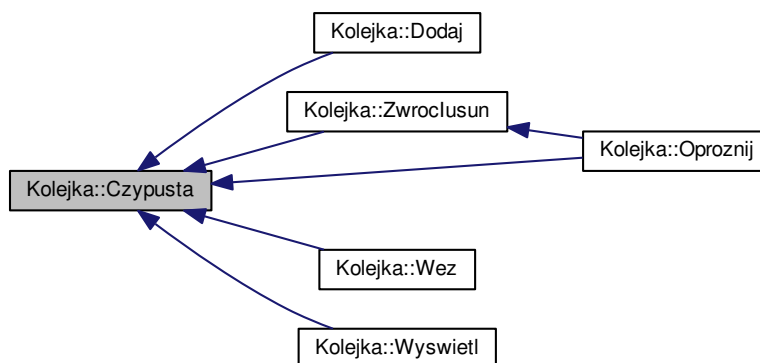 Kolejka::Dodaj
Kolejka::ZwrocIusun
Kolejka::Oproznij
Kolejka::Czypusta
Kolejka::Wez
Kolejka::Wyswietl